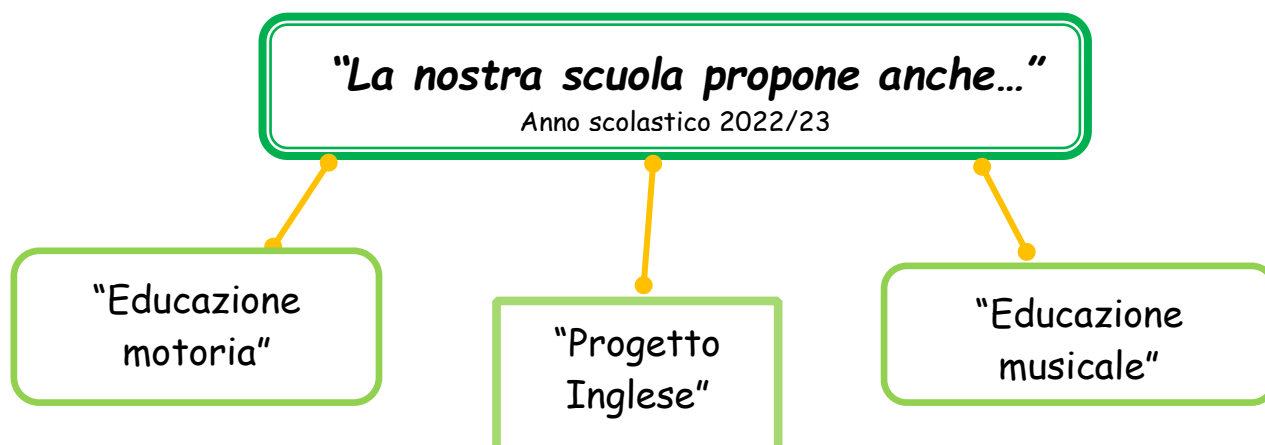 “La nostra scuola propone anche…”
Anno scolastico 2022/23
“Educazione
motoria”
“Progetto
Inglese”
“Educazione
musicale”